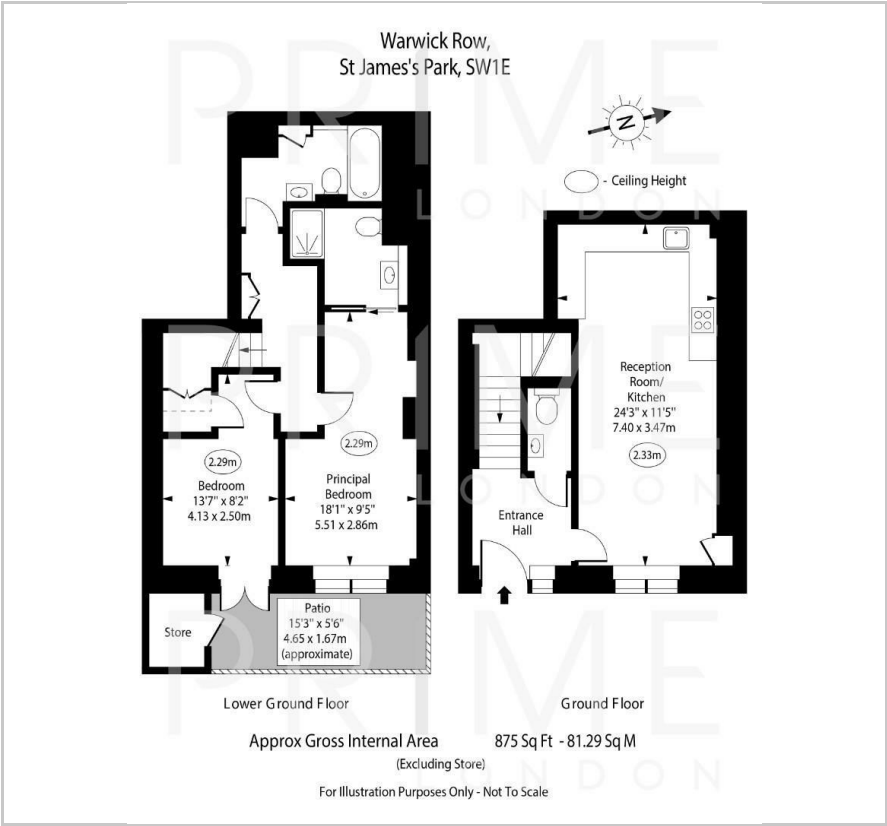 Warwick Row,
St James's Park, SW1E
PRIME
LONDON
N
- Ceiling Height
2.29m
Bedroom
13'7" x 8'2"
4.13 x 2.50m
2.29m
Principal
Bedroom
18'1" x 9'5"
5.51 x 2.86m
Reception
Room/
Kitchen
24'3" x 11'5"
7.40 x 3.47m
2.33m
Entrance
Hall
PRIME
LONDON
Store
Patio
15'3" x 5'6"
4.65 x 1.67m
(approximate)
Lower Ground Floor
Ground Floor
PRIME
LONDON
Approx Gross Internal Area 875 Sq Ft - 81.29 Sq M
(Excluding Store)
For Illustration Purposes Only - Not To Scale